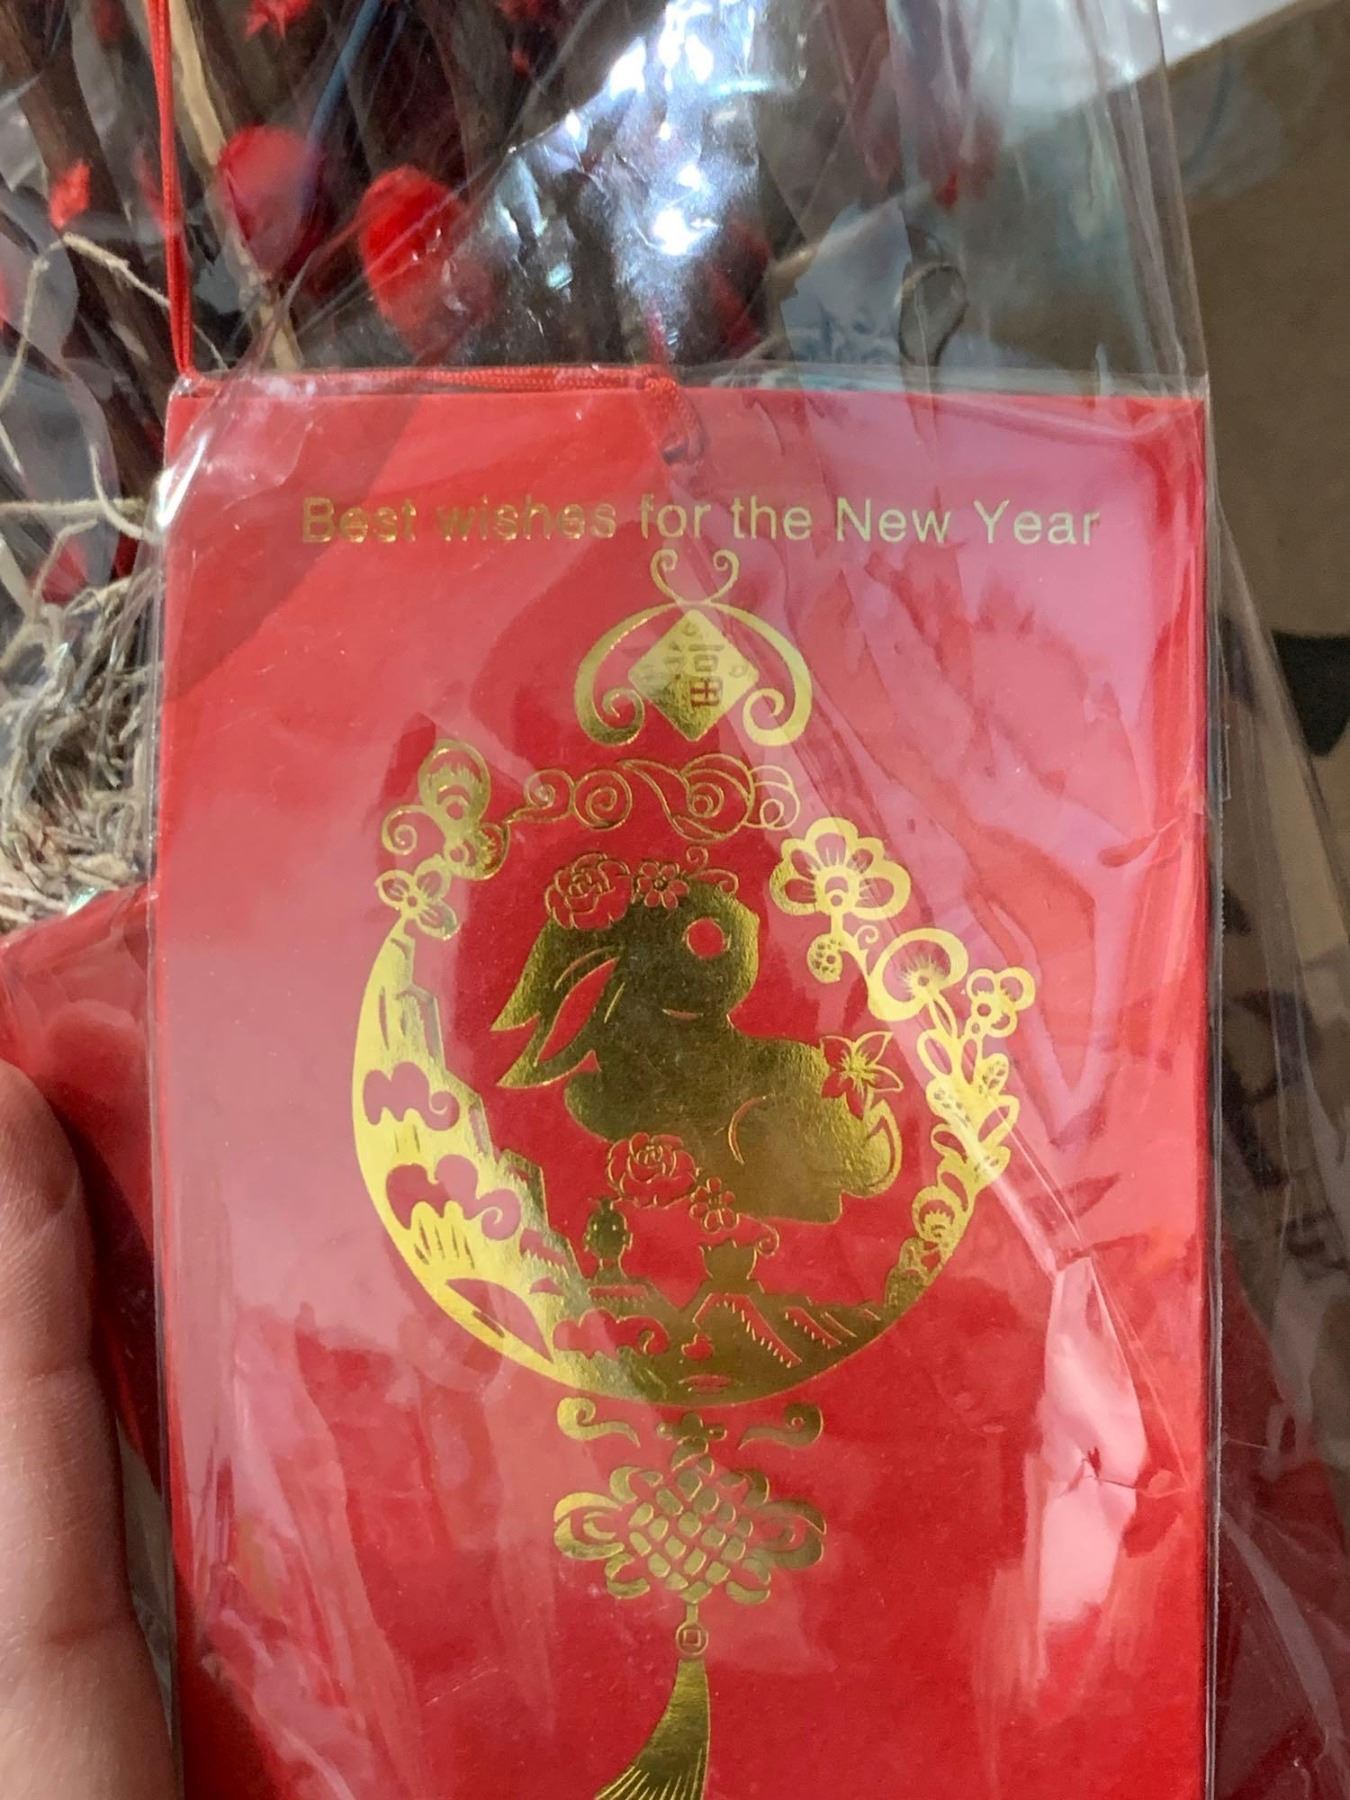 Best wishes for the New Year
福